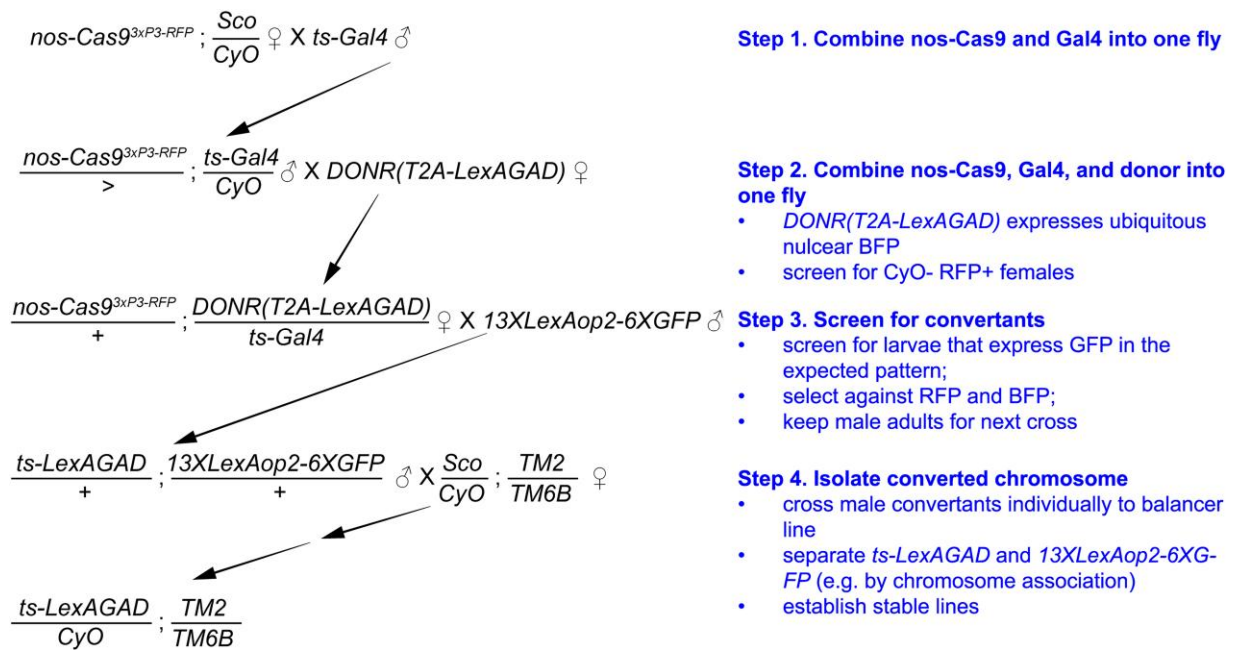 nos-Cas9^3xP3-RFP ; Sco/CyO ♀ X ts-Gal4 ♂
Step 1. Combine nos-Cas9 and Gal4 into one fly
nos-Cas9^3xP3-RFP/> ; ts-Gal4/CyO ♂ X DONR(T2A-LexAGAD) ♀
Step 2. Combine nos-Cas9, Gal4, and donor into
one fly
• DONR(T2A-LexAGAD) expresses ubiquitous
nulcear BFP
• screen for CyO- RFP+ females
nos-Cas9^3xP3-RFP/+ ; DONR(T2A-LexAGAD)/ts-Gal4 ♀ X 13XLexAop2-6XGFP ♂
Step 3. Screen for convertants
• screen for larvae that express GFP in the
expected pattern;
• select against RFP and BFP;
• keep male adults for next cross
ts-LexAGAD/+ ; 13XLexAop2-6XGFP/+ ♂ X Sco/CyO ; TM2/TM6B ♀
Step 4. Isolate converted chromosome
• cross male convertants individually to balancer
line
• separate ts-LexAGAD and 13XLexAop2-6XG-
FP (e.g. by chromosome association)
• establish stable lines
ts-LexAGAD/CyO ; TM2/TM6B